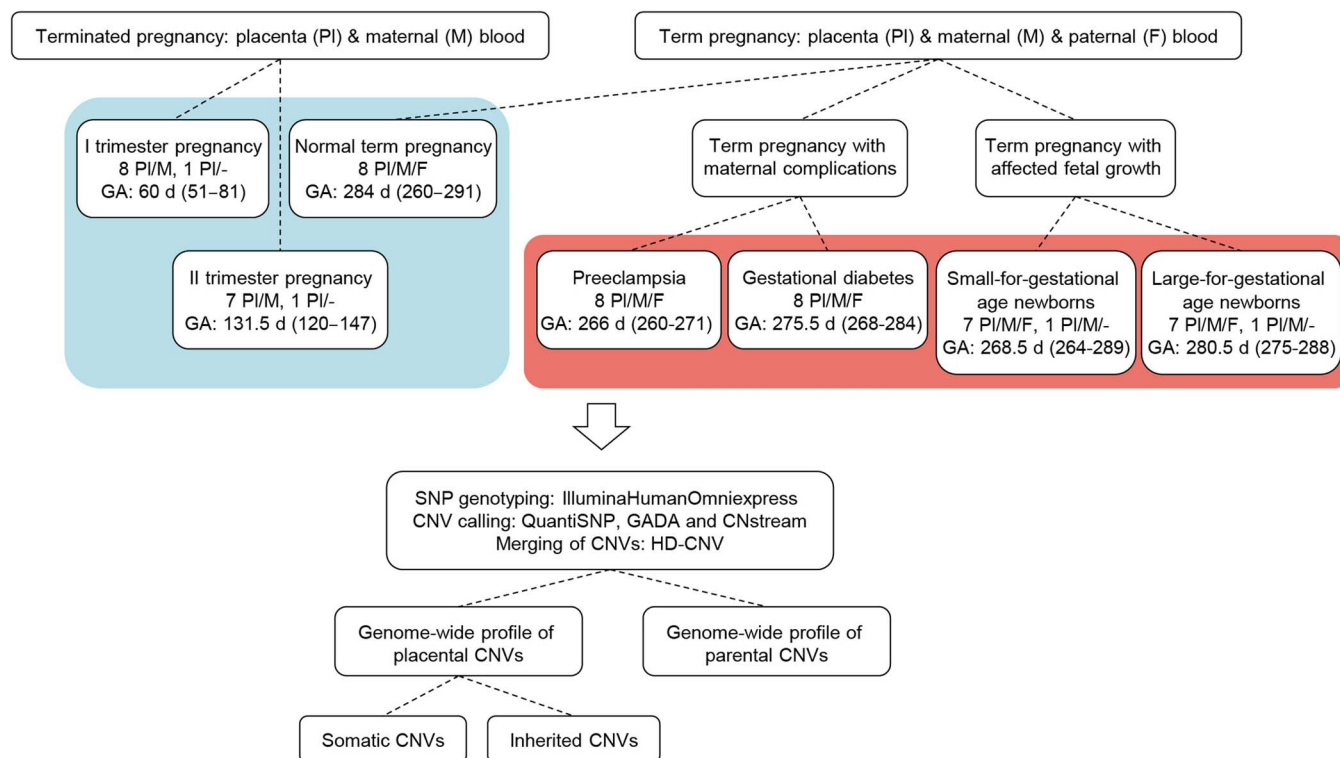 Terminated pregnancy: placenta (Pl) & maternal (M) blood
Term pregnancy: placenta (Pl) & maternal (M) & paternal (F) blood
I trimester pregnancy
8 Pl/M, 1 Pl/-
GA: 60 d (51–81)
Normal term pregnancy
8 Pl/M/F
GA: 284 d (260–291)
Term pregnancy with
maternal complications
Term pregnancy with
affected fetal growth
II trimester pregnancy
7 Pl/M, 1 Pl/-
GA: 131.5 d (120–147)
Preeclampsia
8 Pl/M/F
GA: 266 d (260-271)
Gestational diabetes
8 Pl/M/F
GA: 275.5 d (268-284)
Small-for-gestational
age newborns
7 Pl/M/F, 1 Pl/M/-
GA: 268.5 d (264-289)
Large-for-gestational
age newborns
7 Pl/M/F, 1 Pl/M/-
GA: 280.5 d (275-288)
SNP genotyping: IlluminaHumanOmniexpress
CNV calling: QuantiSNP, GADA and CNstream
Merging of CNVs: HD-CNV
Genome-wide profile of
placental CNVs
Genome-wide profile of
parental CNVs
Somatic CNVs
Inherited CNVs